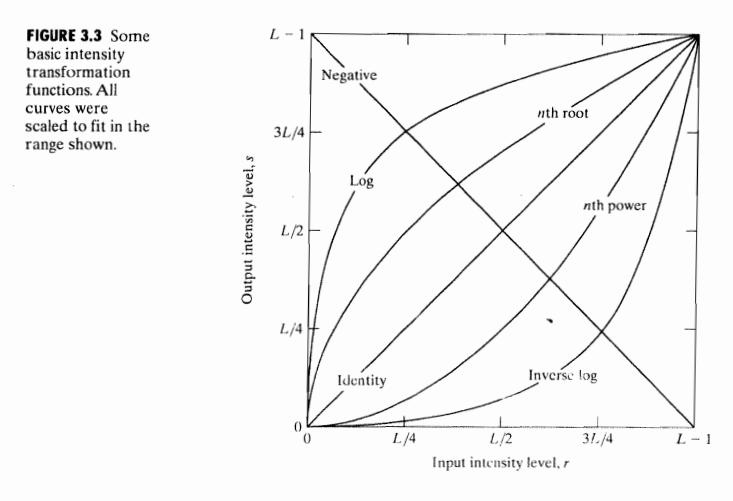 FIGURE 3.3 Some
basic intensity
transformation
functions. All
curves were
scaled to fit in the
range shown.
L − 1
Negative
nth root
3L/4
Log
nth power
Output intensity level, s
L/2
L/4
Identity
Inverse log
0
0
L/4
L/2
3L/4
L − 1
Input intensity level, r